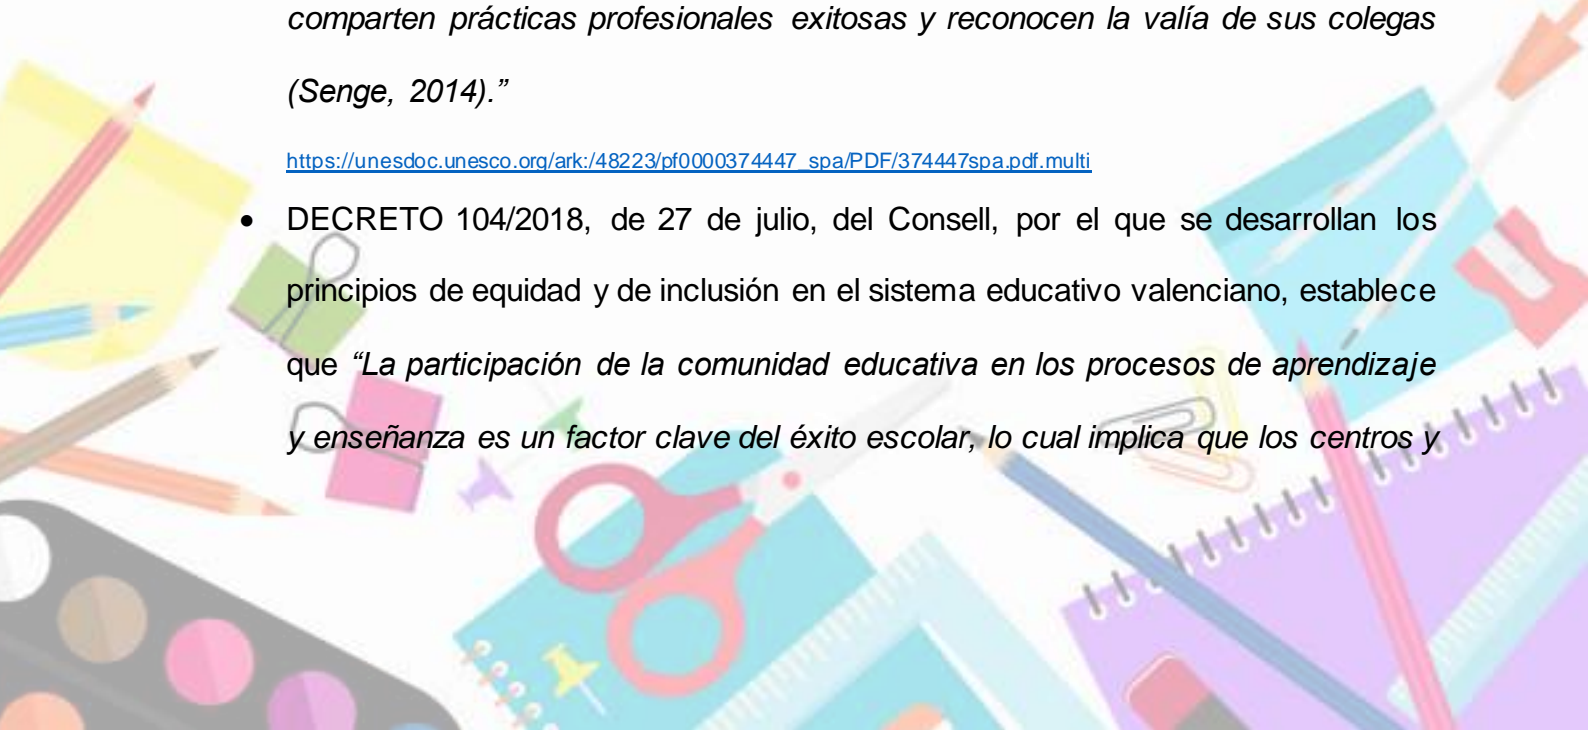 comparten prácticas profesionales exitosas y reconocen la valía de sus colegas
(Senge, 2014).”
https://unesdoc.unesco.org/ark:/48223/pf0000374447_spa/PDF/374447spa.pdf.multi
• DECRETO 104/2018, de 27 de julio, del Consell, por el que se desarrollan los
principios de equidad y de inclusión en el sistema educativo valenciano, establece
que “La participación de la comunidad educativa en los procesos de aprendizaje
y enseñanza es un factor clave del éxito escolar, lo cual implica que los centros y